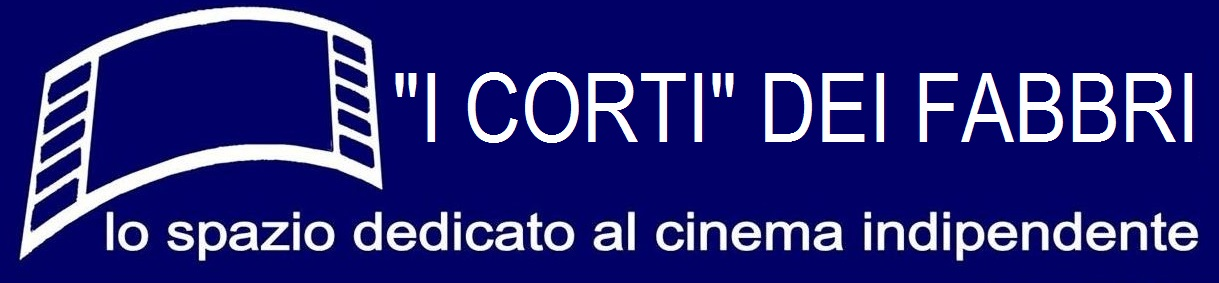 "I CORTI" DEI FABBRI
lo spazio dedicato al cinema indipendente